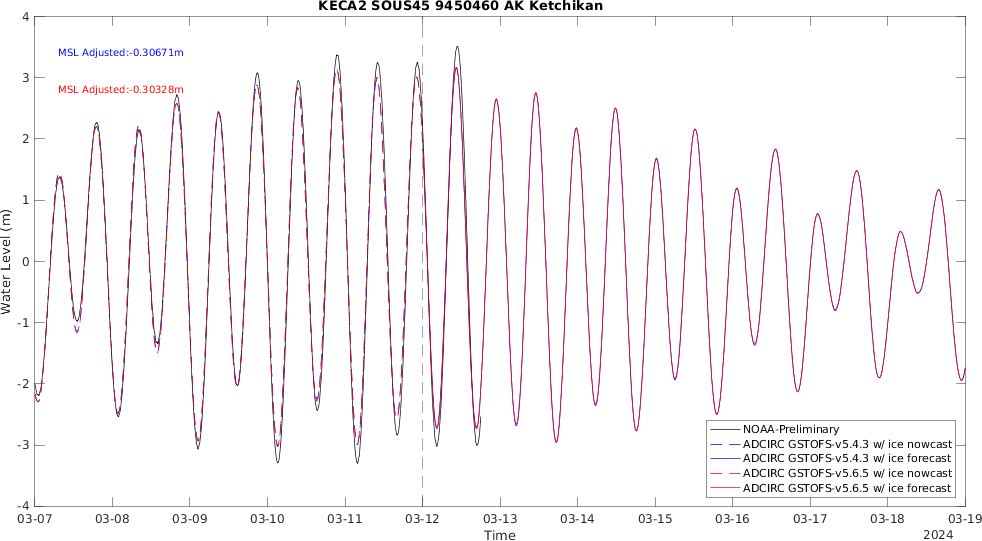 KECA2 SOUS45 9450460 AK Ketchikan
MSL Adjusted:-0.30671m
MSL Adjusted:-0.30328m
Water Level (m)
4
3
2
1
0
-1
-2
-3
-4
NOAA-Preliminary
ADCIRC GSTOFS-v5.4.3 w/ ice nowcast
ADCIRC GSTOFS-v5.4.3 w/ ice forecast
ADCIRC GSTOFS-v5.6.5 w/ ice nowcast
ADCIRC GSTOFS-v5.6.5 w/ ice forecast
03-07 03-08 03-09 03-10 03-11 03-12 03-13 03-14 03-15 03-16 03-17 03-18 03-19
Time
2024